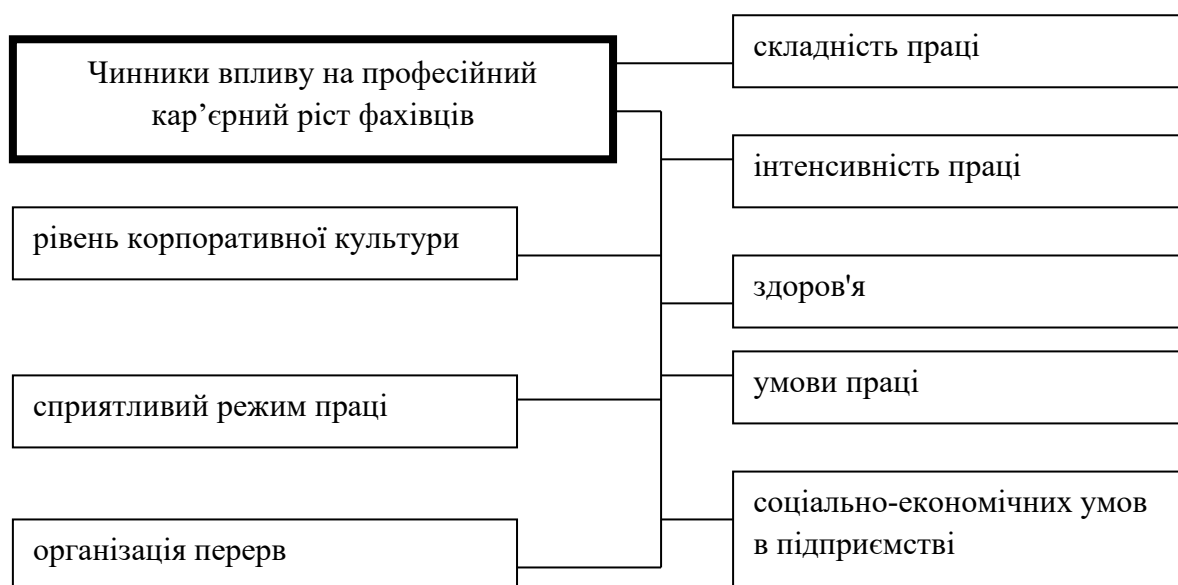 Чинники впливу на професійний
кар’єрний ріст фахівців
рівень корпоративної культури
сприятливий режим праці
організація перерв
складність праці
інтенсивність праці
здоров'я
умови праці
соціально-економічних умов
в підприємстві